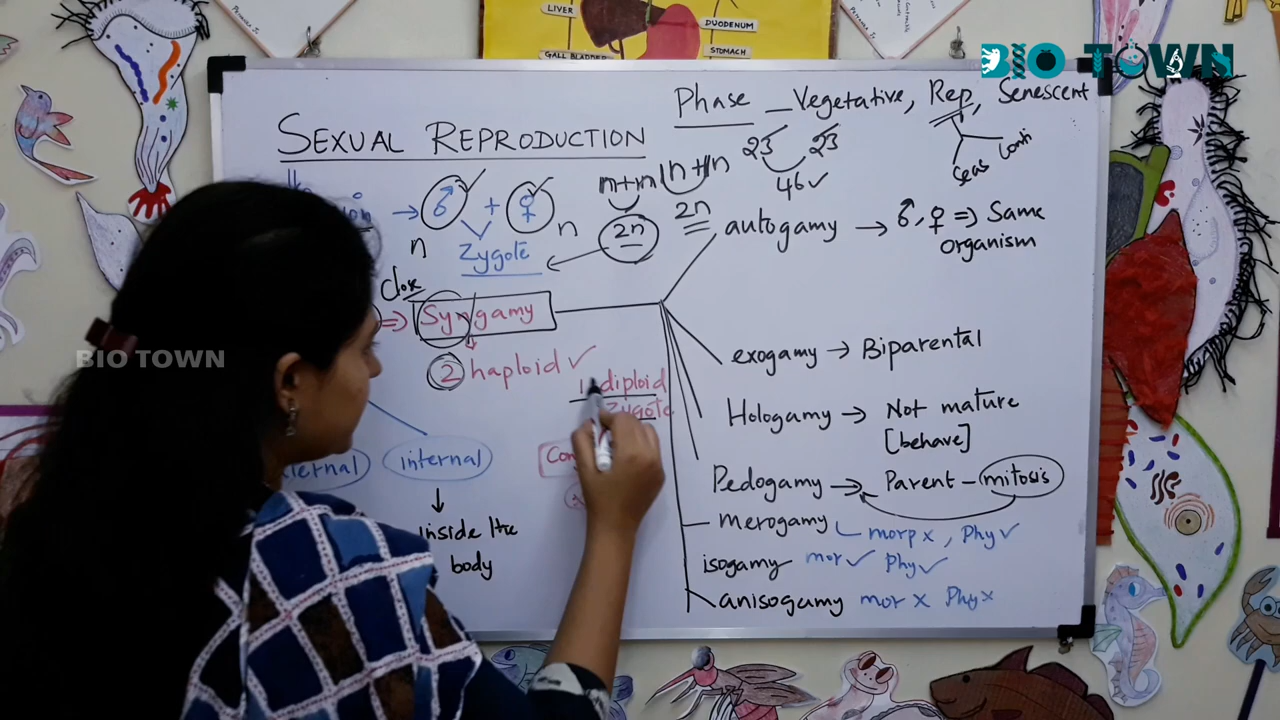 LIVER
DUODENUM
GALL BLADDER
STOMACH
BIO TOWN
Phase — Vegetative, Rep, Senescent
Seas
Conti
23 23
46 ✓
SEXUAL REPRODUCTION
n+n n+n
2n
2n
♂ + ♀
n
n
Zygote
autogamy → ♂, ♀ ⇒ Same
organism
close
⇒ Syngamy
2 haploid ✓
diploid
Zygote
exogamy → Biparental
Hologamy → Not mature
[behave]
Pedogamy → Parent – mitosis
merogamy morp x, Phy ✓
isogamy mor ✓ Phy ✓
anisogamy mor x Phy x
internal
inside the
body
BIO TOWN